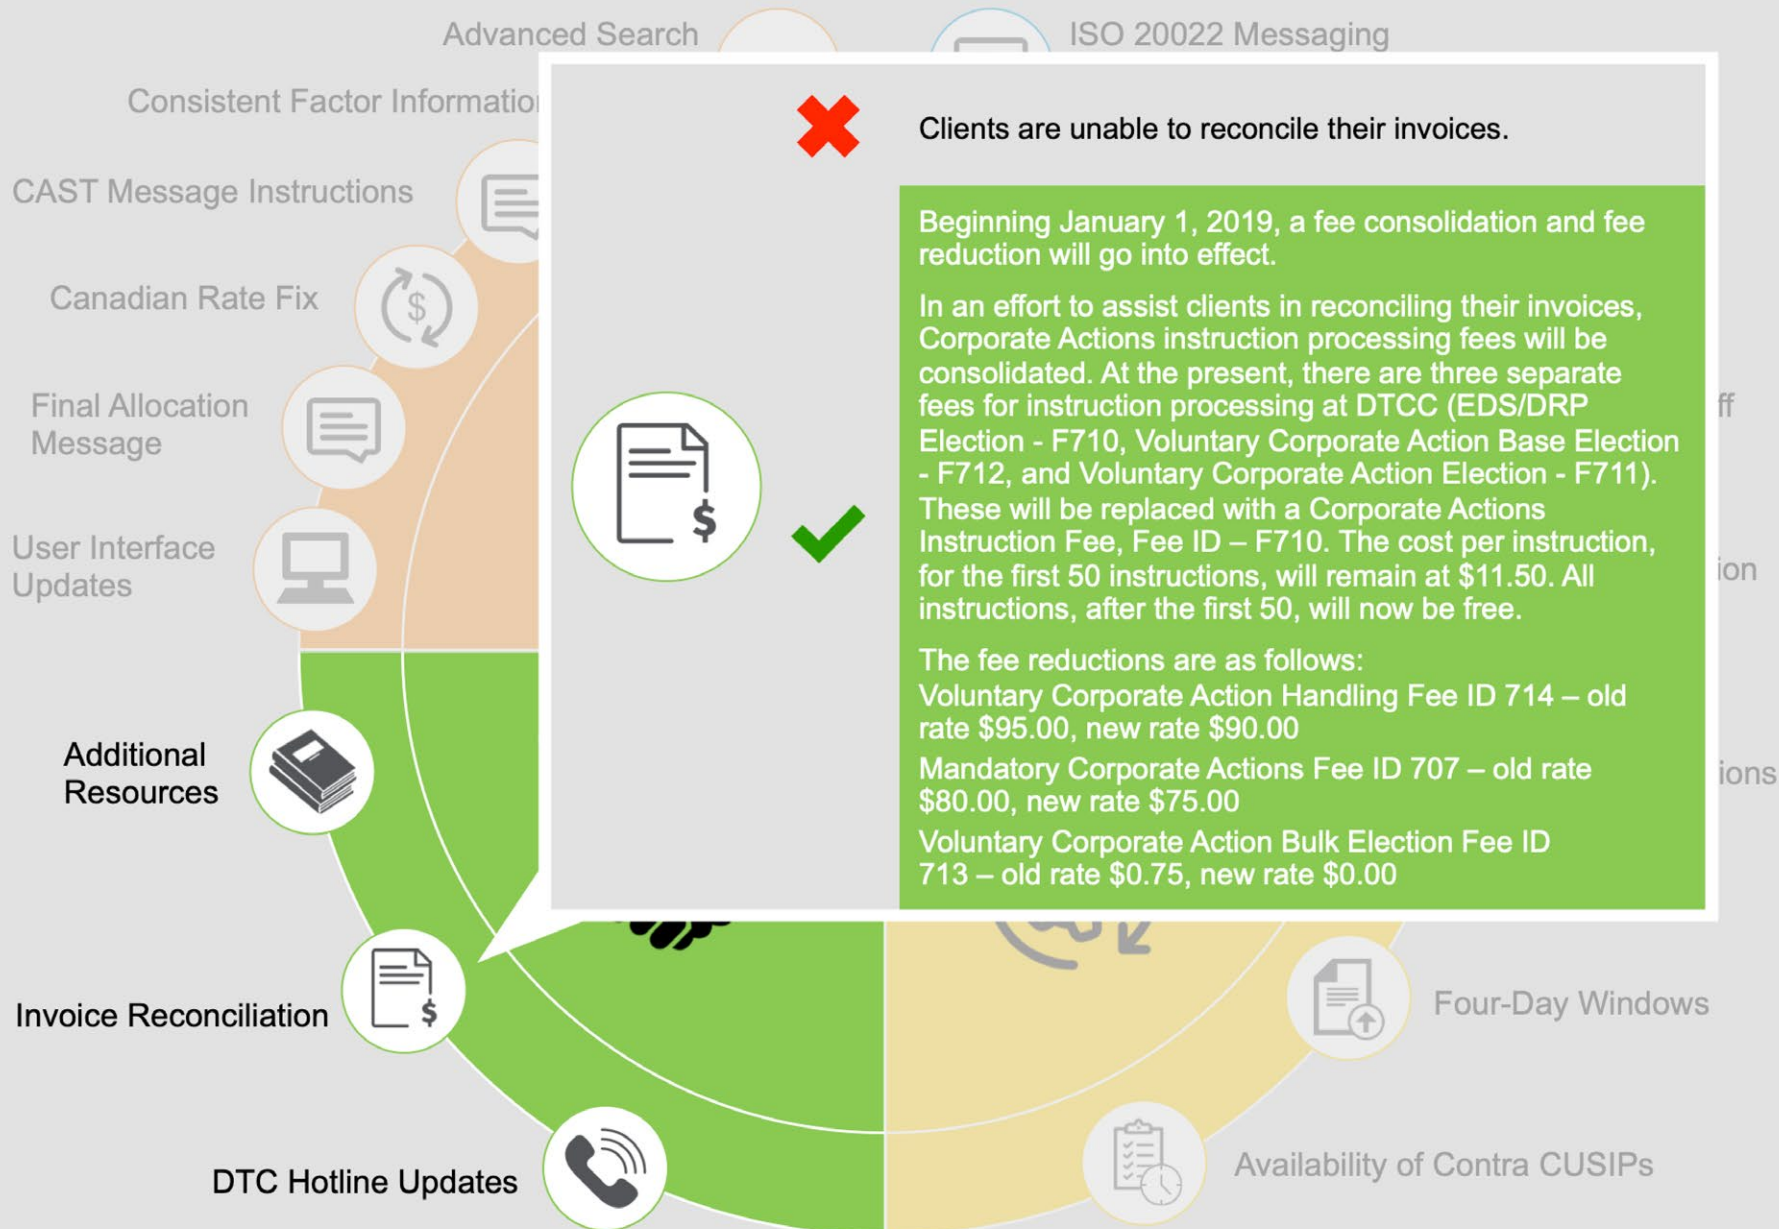 Advanced Search
ISO 20022 Messaging
Consistent Factor Informatio
CAST Message Instructions
Canadian Rate Fix
Final Allocation
Message
User Interface
Updates
Additional
Resources
Invoice Reconciliation
DTC Hotline Updates
Clients are unable to reconcile their invoices.
Beginning January 1, 2019, a fee consolidation and fee
reduction will go into effect.
In an effort to assist clients in reconciling their invoices,
Corporate Actions instruction processing fees will be
consolidated. At the present, there are three separate
fees for instruction processing at DTCC (EDS/DRP
Election - F710, Voluntary Corporate Action Base Election
- F712, and Voluntary Corporate Action Election - F711).
These will be replaced with a Corporate Actions
Instruction Fee, Fee ID – F710. The cost per instruction,
for the first 50 instructions, will remain at $11.50. All
instructions, after the first 50, will now be free.
The fee reductions are as follows:
Voluntary Corporate Action Handling Fee ID 714 – old
rate $95.00, new rate $90.00
Mandatory Corporate Actions Fee ID 707 – old rate
$80.00, new rate $75.00
Voluntary Corporate Action Bulk Election Fee ID
713 – old rate $0.75, new rate $0.00
ff
ion
ions
Four-Day Windows
Availability of Contra CUSIPs